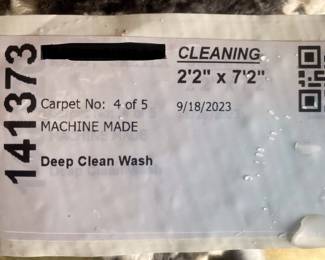 141373
CLEANING
2'2" x 7'2"
Carpet No: 4 of 5
9/18/2023
MACHINE MADE
Deep Clean Wash